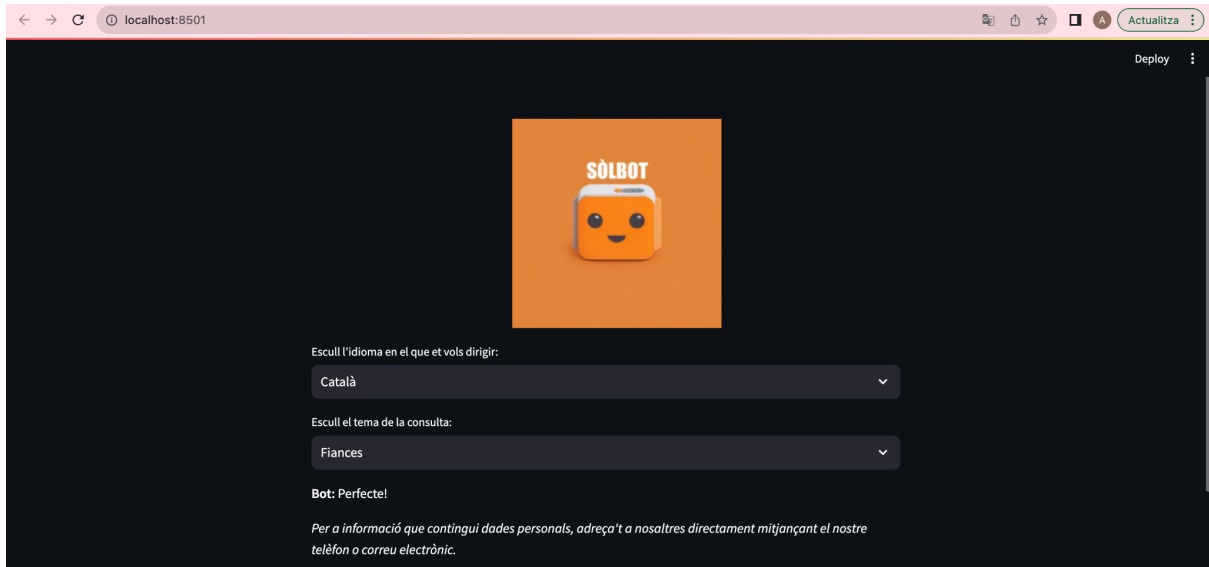 localhost:8501
A
Actualitza
Deploy
SÒLBOT
Escull l'idioma en el que et vols dirigir:
Català
Escull el tema de la consulta:
Fiances
Bot: Perfecte!
Per a informació que contingui dades personals, adreça't a nosaltres directament mitjançant el nostre
telèfon o correu electrònic.